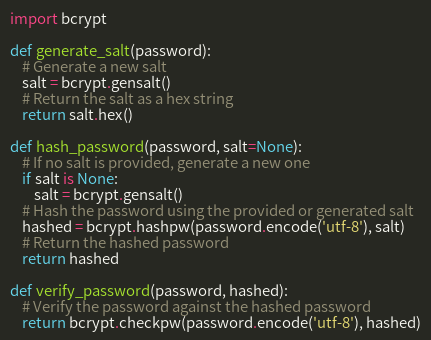 import bcrypt

def generate_salt(password):
    # Generate a new salt
    salt = bcrypt.gensalt()
    # Return the salt as a hex string
    return salt.hex()

def hash_password(password, salt=None):
    # If no salt is provided, generate a new one
    if salt is None:
        salt = bcrypt.gensalt()
    # Hash the password using the provided or generated salt
    hashed = bcrypt.hashpw(password.encode('utf-8'), salt)
    # Return the hashed password
    return hashed

def verify_password(password, hashed):
    # Verify the password against the hashed password
    return bcrypt.checkpw(password.encode('utf-8'), hashed)